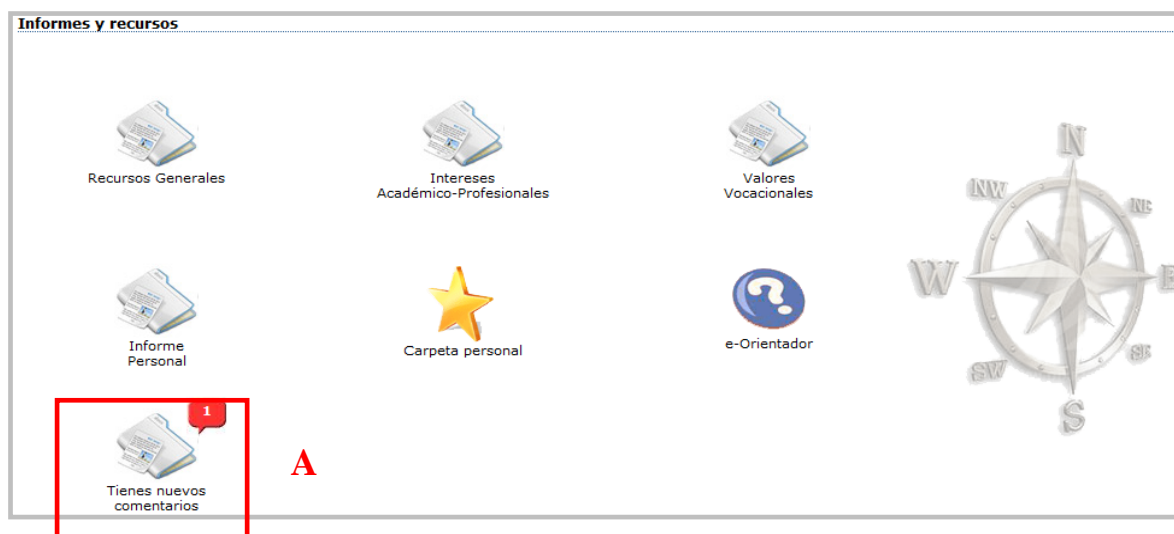 Informes y recursos
Recursos Generales
Intereses
Académico-Profesionales
Valores
Vocacionales
N
NW
NE
W
E
SW
SE
S
Informe
Personal
Carpeta personal
e-Orientador
1
A
Tienes nuevos
comentarios